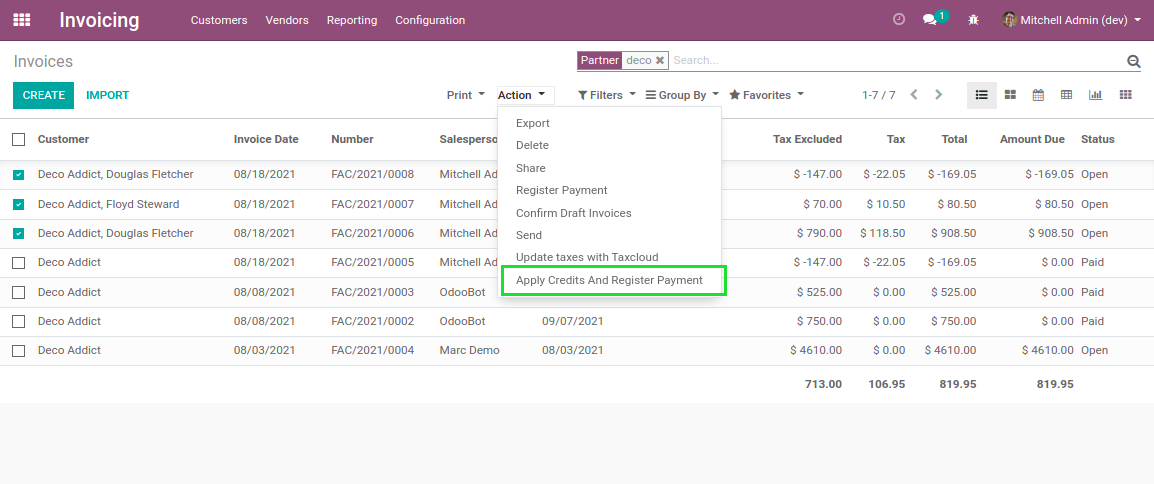 Invoicing Customers Vendors Reporting Configuration 1 Mitchell Admin (dev)
Invoices Partner deco Search...
CREATE IMPORT Print Action Filters Group By Favorites 1-7 / 7
Export
Delete
Share
Register Payment
Confirm Draft Invoices
Send
Update taxes with Taxcloud
Apply Credits And Register Payment
Customer Invoice Date Number Salesperso Tax Excluded Tax Total Amount Due Status
Deco Addict, Douglas Fletcher 08/18/2021 FAC/2021/0008 Mitchell Ad $ -147.00 $ -22.05 $ -169.05 $ -169.05 Open
Deco Addict, Floyd Steward 08/18/2021 FAC/2021/0007 Mitchell Ad $ 70.00 $ 10.50 $ 80.50 $ 80.50 Open
Deco Addict, Douglas Fletcher 08/18/2021 FAC/2021/0006 Mitchell Ad $ 790.00 $ 118.50 $ 908.50 $ 908.50 Open
Deco Addict 08/18/2021 FAC/2021/0005 Mitchell Ad $ -147.00 $ -22.05 $ -169.05 $ 0.00 Paid
Deco Addict 08/08/2021 FAC/2021/0003 OdooBot $ 525.00 $ 0.00 $ 525.00 $ 0.00 Paid
Deco Addict 08/08/2021 FAC/2021/0002 OdooBot 09/07/2021 $ 750.00 $ 0.00 $ 750.00 $ 0.00 Paid
Deco Addict 08/03/2021 FAC/2021/0004 Marc Demo 08/03/2021 $ 4610.00 $ 0.00 $ 4610.00 $ 4610.00 Open
713.00 106.95 819.95 819.95